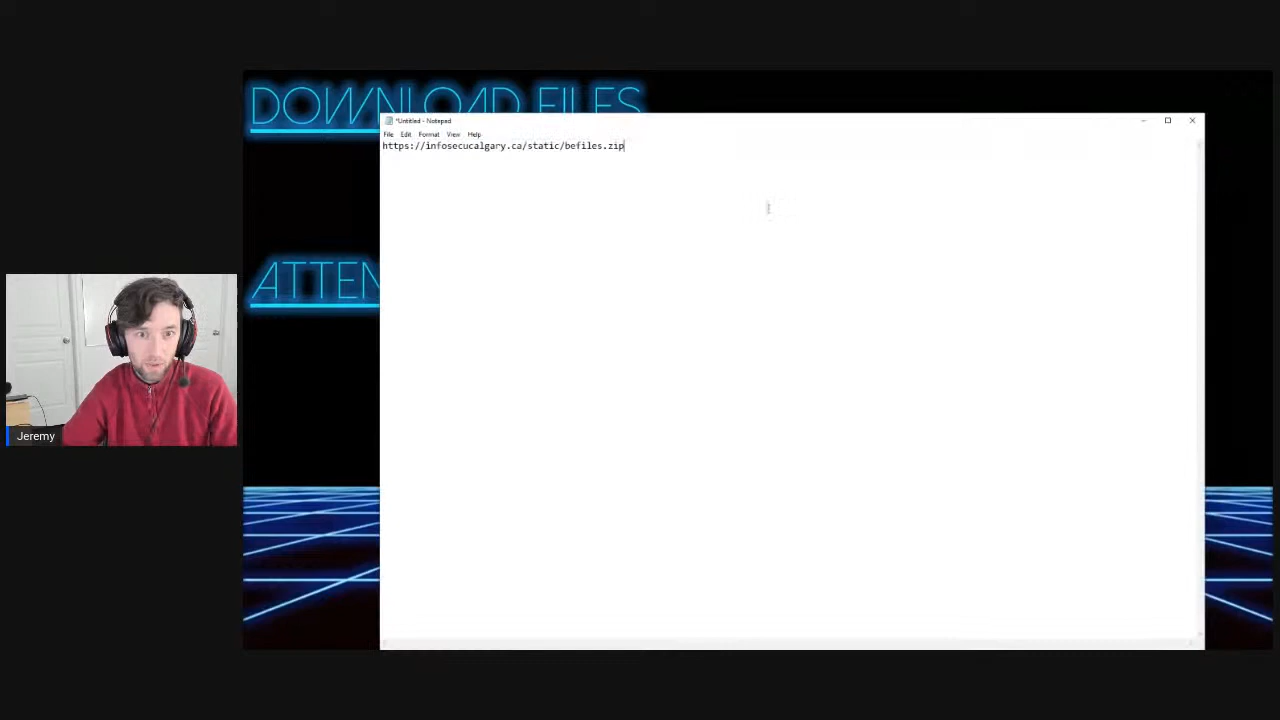 DOWNLOAD FILES
*Untitled - Notepad
File Edit Format View Help
https://infosecucalgary.ca/static/befiles.zip
ATTEN
Jeremy